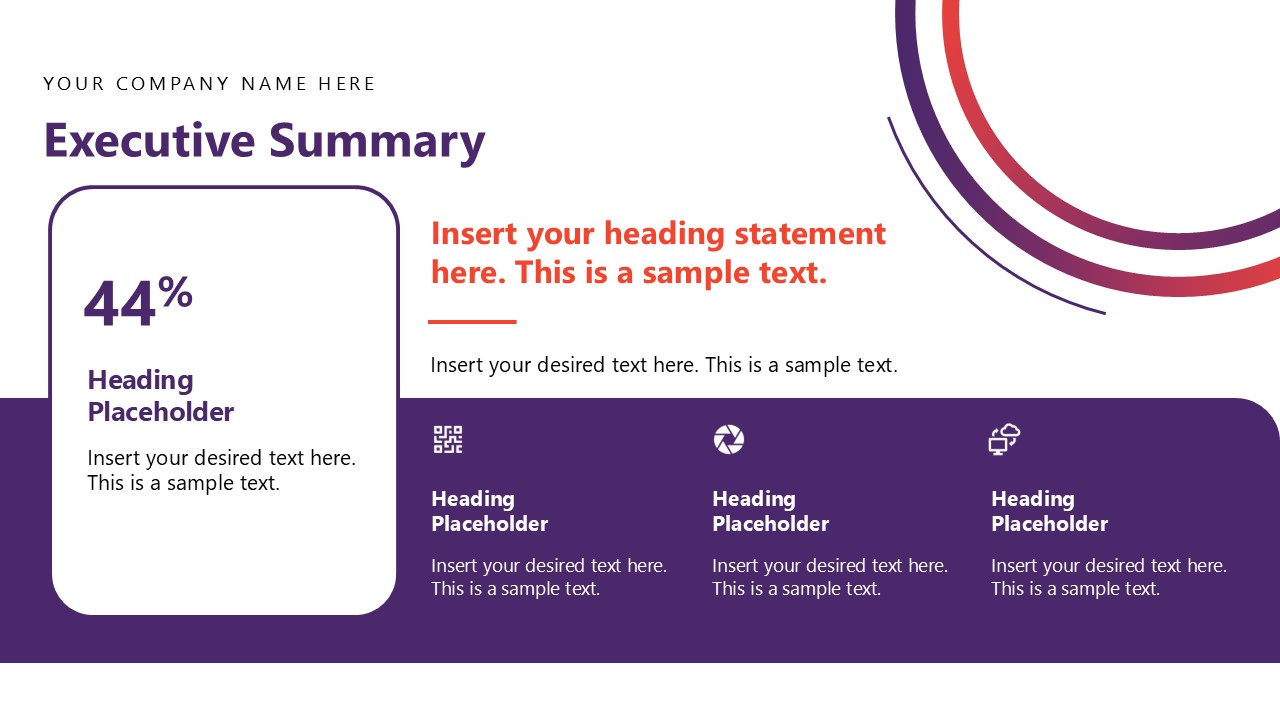 YOUR COMPANY NAME HERE
Executive Summary
44%
Heading
Placeholder
Insert your desired text here.
This is a sample text.
Insert your heading statement
here. This is a sample text.
Insert your desired text here. This is a sample text.
Heading
Placeholder
Insert your desired text here.
This is a sample text.
Heading
Placeholder
Insert your desired text here.
This is a sample text.
Heading
Placeholder
Insert your desired text here.
This is a sample text.